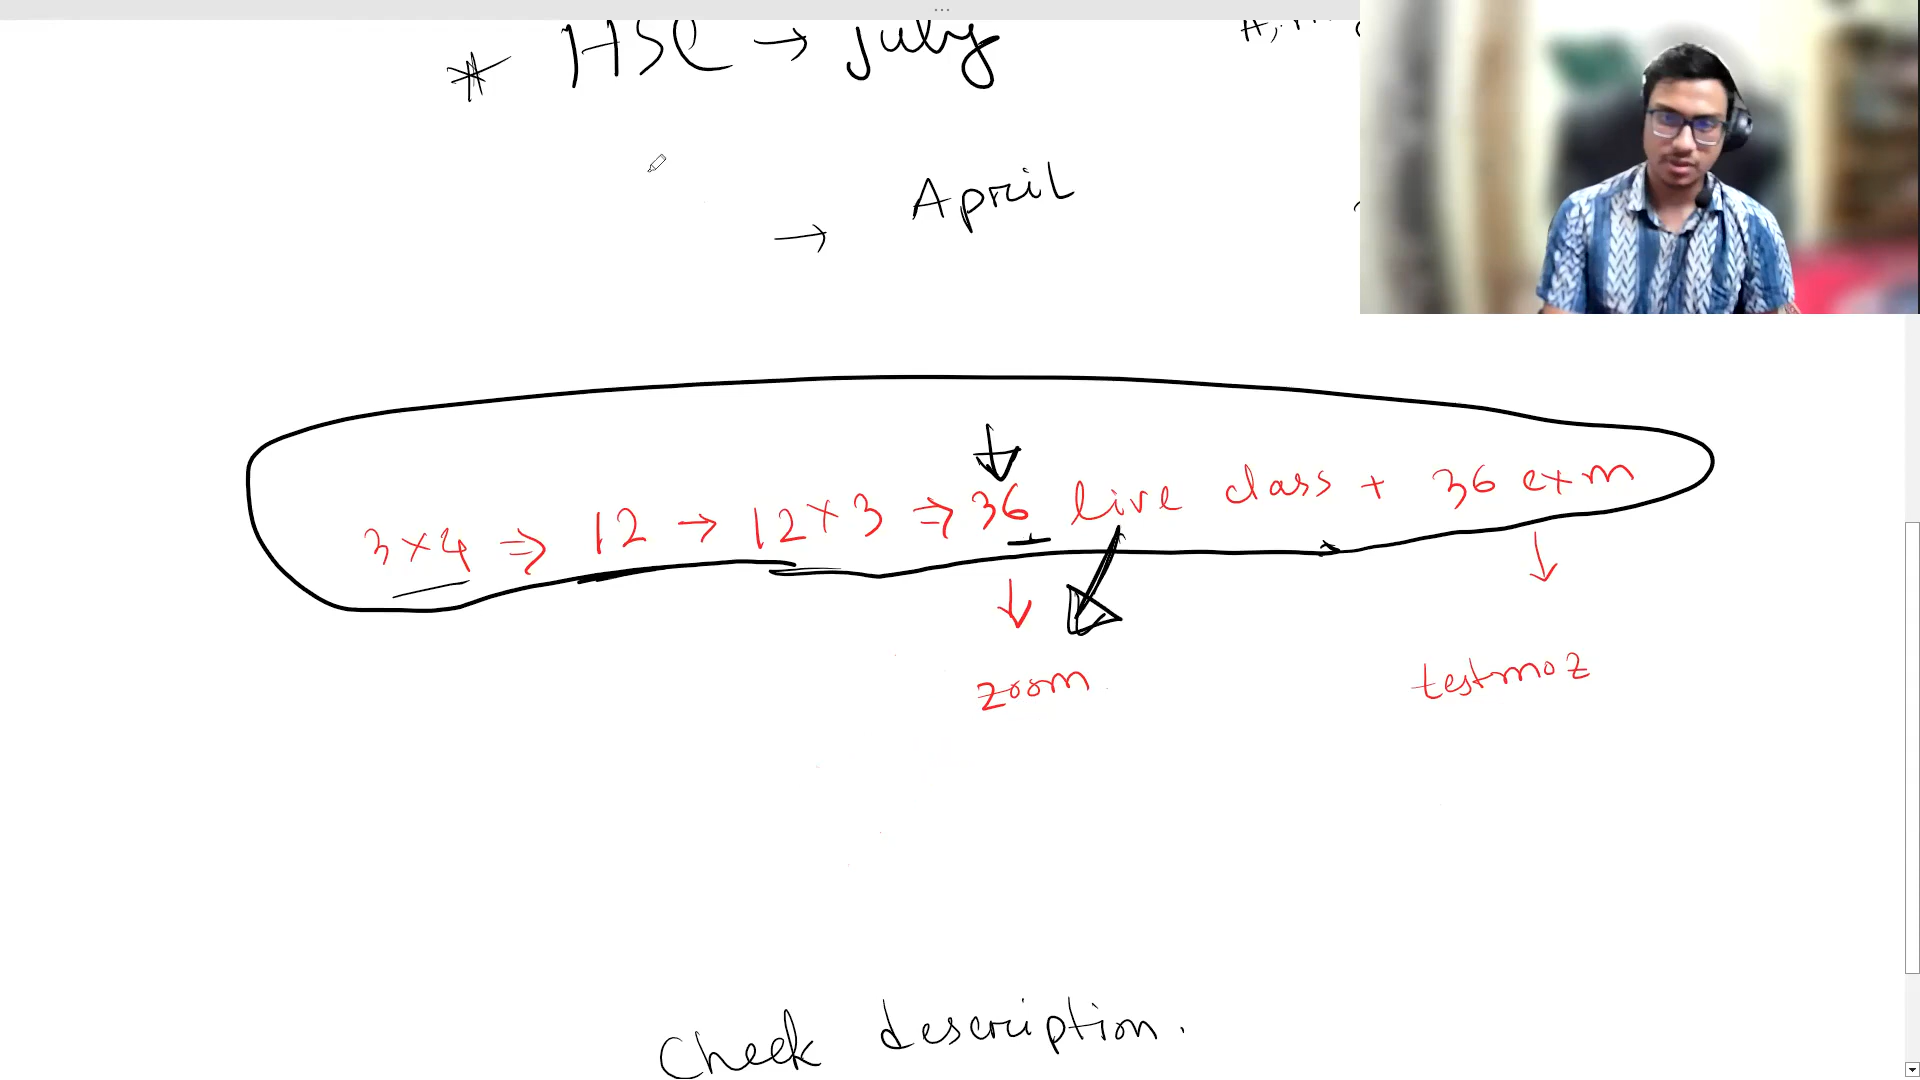 * HSC → July
→ April
3 × 4 ⇒ 12 → 12 × 3 ⇒ 36 live class + 36 exm
zoom
testmoz
Check description.